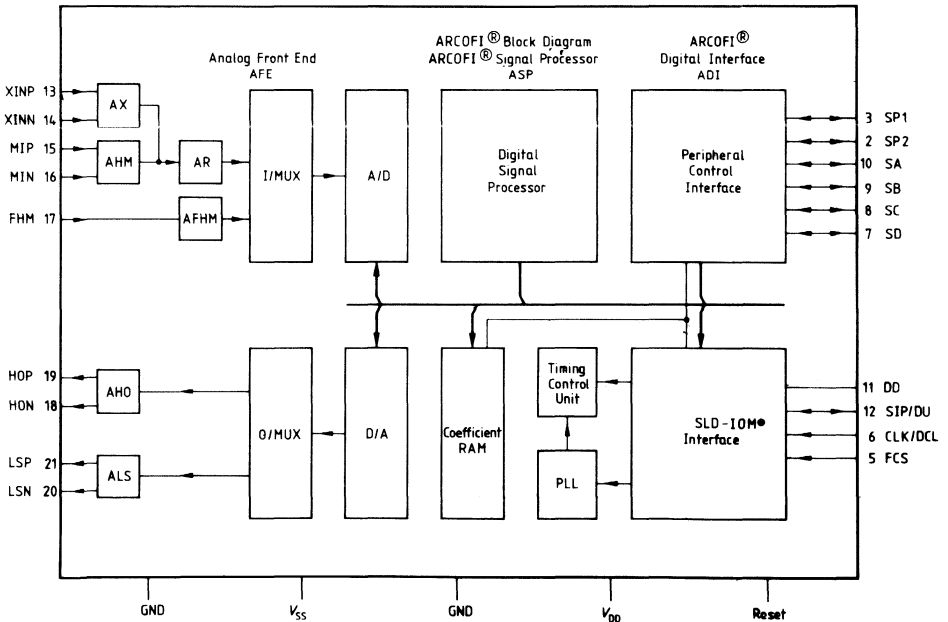 Analog Front End
AFE
ARCOFI® Block Diagram
ARCOFI® Signal Processor
ASP
ARCOFI®
Digital Interface
ADI
XINP 13
XINN 14
MIP 15
MIN 16
FHM 17
AX
AHM
AR
AFHM
I/MUX
A/D
Digital
Signal
Processor
Peripheral
Control
Interface
3 SP1
2 SP2
10 SA
9 SB
8 SC
7 SD
HOP 19
HON 18
LSP 21
LSN 20
AHO
ALS
O/MUX
D/A
Coefficient
RAM
Timing
Control
Unit
PLL
SLD-IOM®
Interface
11 DD
12 SIP/DU
6 CLK/DCL
5 FCS
GND
VSS
GND
VDD
Reset